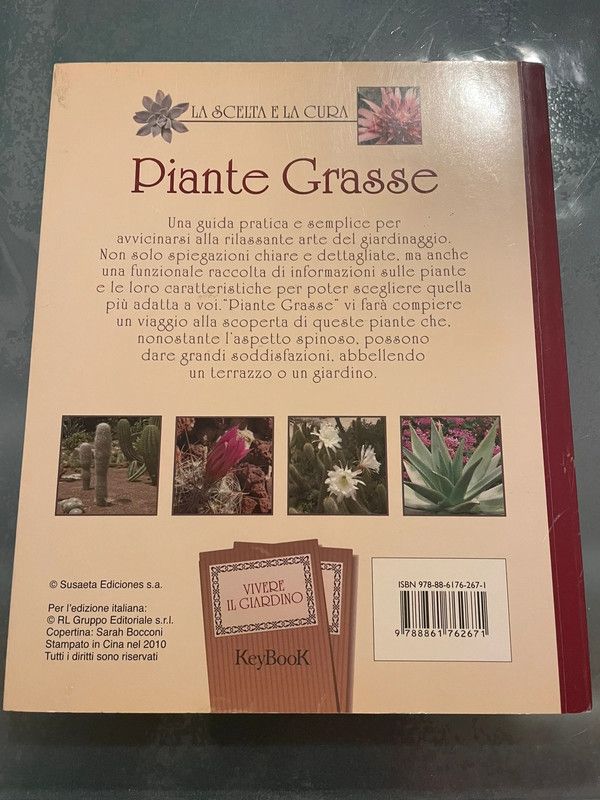 LA SCELTA E LA CURA
Piante Grasse
Una guida pratica e semplice per
avvicinarsi alla rilassante arte del giardinaggio.
Non solo spiegazioni chiare e dettagliate, ma anche
una funzionale raccolta di informazioni sulle piante
e le loro caratteristiche per poter scegliere quella
più adatta a voi."Piante Grasse" vi farà compiere
un viaggio alla scoperta di queste piante che,
nonostante l'aspetto spinoso, possono
dare grandi soddisfazioni, abbellendo
un terrazzo o un giardino.
© Susaeta Ediciones s.a.
Per l'edizione italiana:
© RL Gruppo Editoriale s.r.l.
Copertina: Sarah Bocconi
Stampato in Cina nel 2010
Tutti i diritti sono riservati
VIVERE
IL GIARDINO
KeyBooK
ISBN 978-88-6176-267-1
9 788861 762671